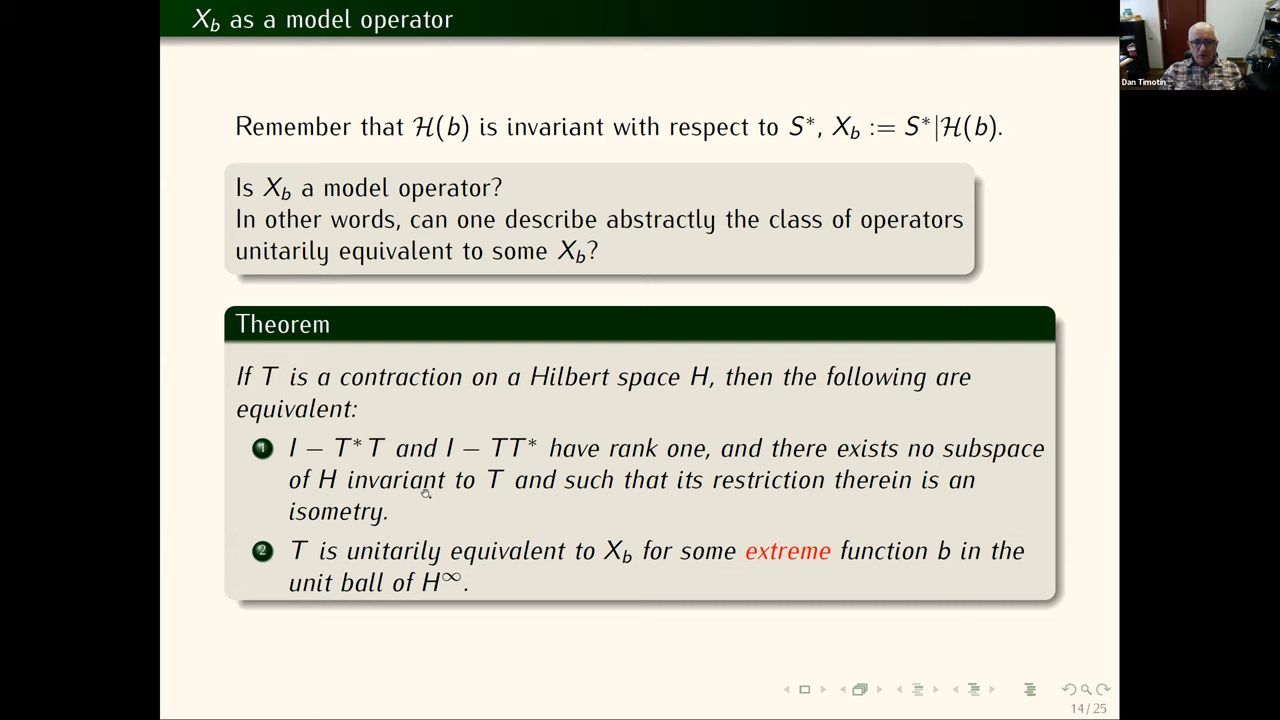 X_b as a model operator
Dan Timotin
Remember that ℋ(b) is invariant with respect to S*, X_b := S*|ℋ(b).
Is X_b a model operator?
In other words, can one describe abstractly the class of operators
unitarily equivalent to some X_b?
Theorem
If T is a contraction on a Hilbert space H, then the following are
equivalent:
1 I − T*T and I − TT* have rank one, and there exists no subspace
of H invariant to T and such that its restriction therein is an
isometry.
2 T is unitarily equivalent to X_b for some extreme function b in the
unit ball of H^∞.
14/25